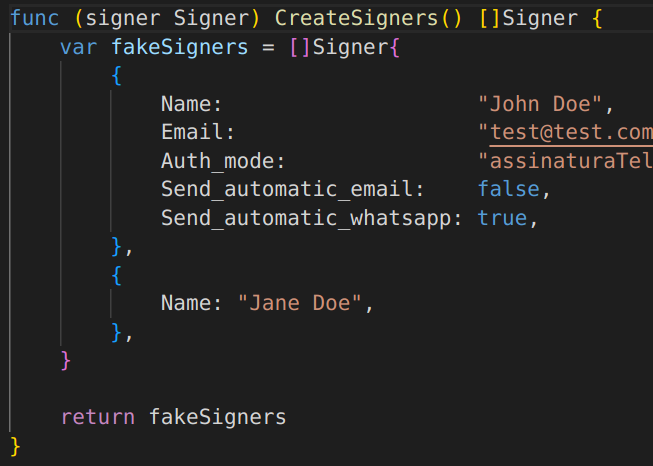 func (signer Signer) CreateSigners() []Signer {
    var fakeSigners = []Signer{
        {
            Name:                    "John Doe",
            Email:                   "test@test.com
            Auth_mode:               "assinaturaTel
            Send_automatic_email:    false,
            Send_automatic_whatsapp: true,
        },
        {
            Name: "Jane Doe",
        },
    }

    return fakeSigners
}